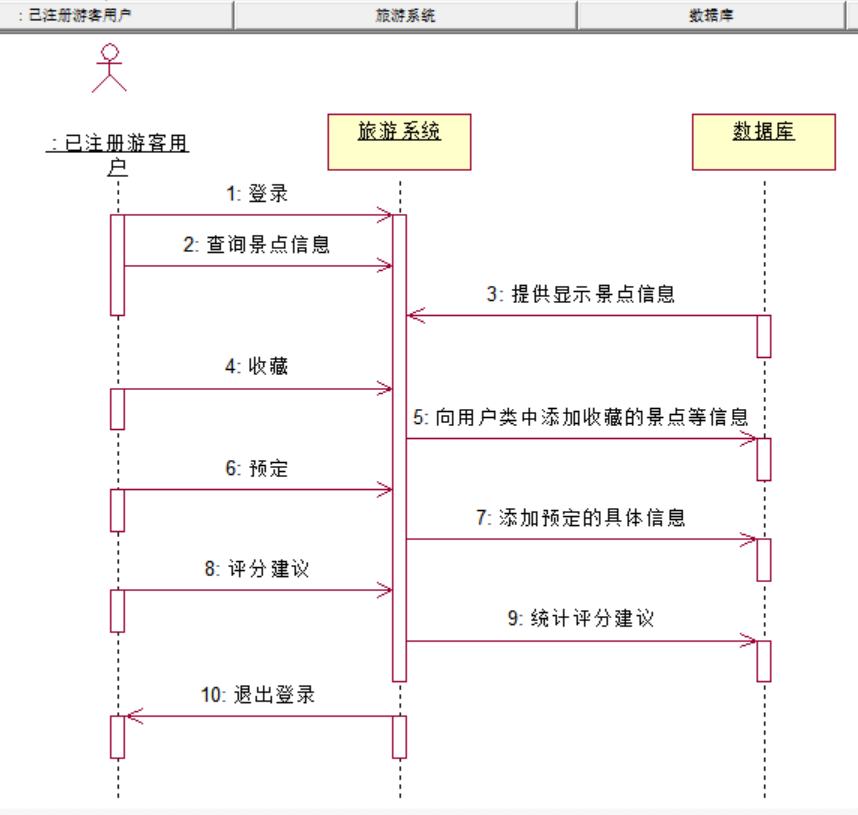 : 已注册游客用户
旅游系统
数据库
: 已注册游客用
户
旅游系统
数据库
1: 登录
2: 查询景点信息
3: 提供显示景点信息
4: 收藏
5: 向用户类中添加收藏的景点等信息
6: 预定
7: 添加预定的具体信息
8: 评分建议
9: 统计评分建议
10: 退出登录